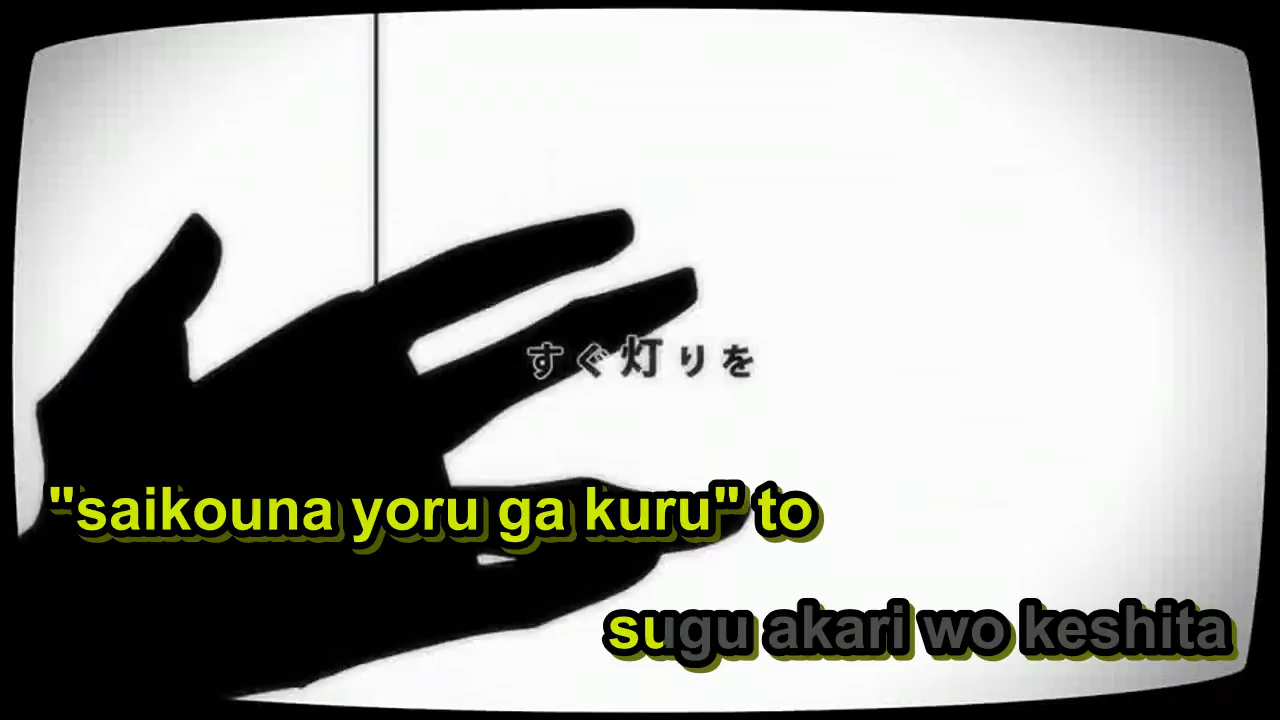 すぐ灯りを
"saikouna yoru ga kuru" to
sugu akari wo keshita